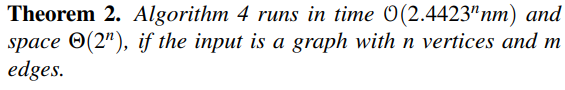 Theorem 2. Algorithm 4 runs in time O(2.4423ⁿnm) and
space Θ(2ⁿ), if the input is a graph with n vertices and m
edges.